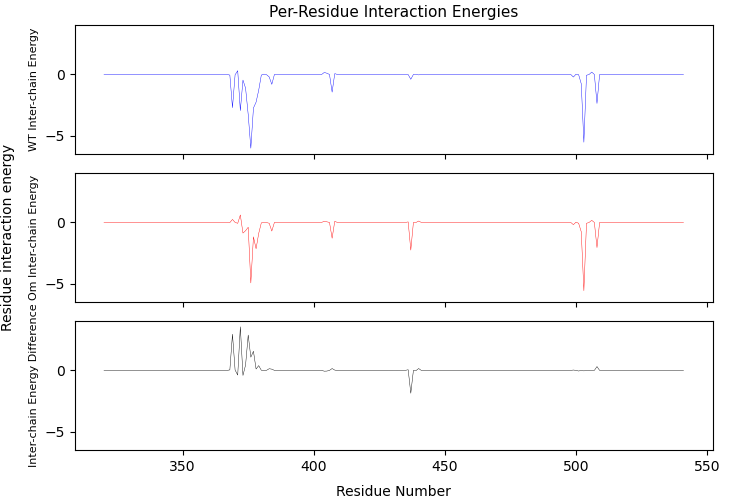 Per-Residue Interaction Energies
Residue interaction energy
WT Inter-chain Energy
0
−5
Om Inter-chain Energy
0
−5
Inter-chain Energy Difference
0
−5
350
400
450
500
550
Residue Number